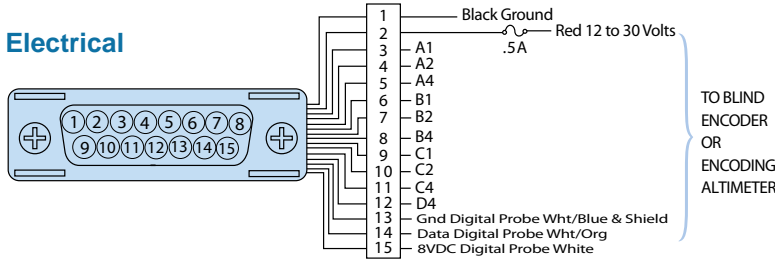 Electrical
1 2 3 4 5 6 7 8
9 10 11 12 13 14 15
1 Black Ground
2 Red 12 to 30 Volts
.5A
3 A1
4 A2
5 A4
6 B1
7 B2
8 B4
9 C1
10 C2
11 C4
12 D4
13 Gnd Digital Probe Wht/Blue & Shield
14 Data Digital Probe Wht/Org
15 8VDC Digital Probe White
TO BLIND
ENCODER
OR
ENCODING
ALTIMETER